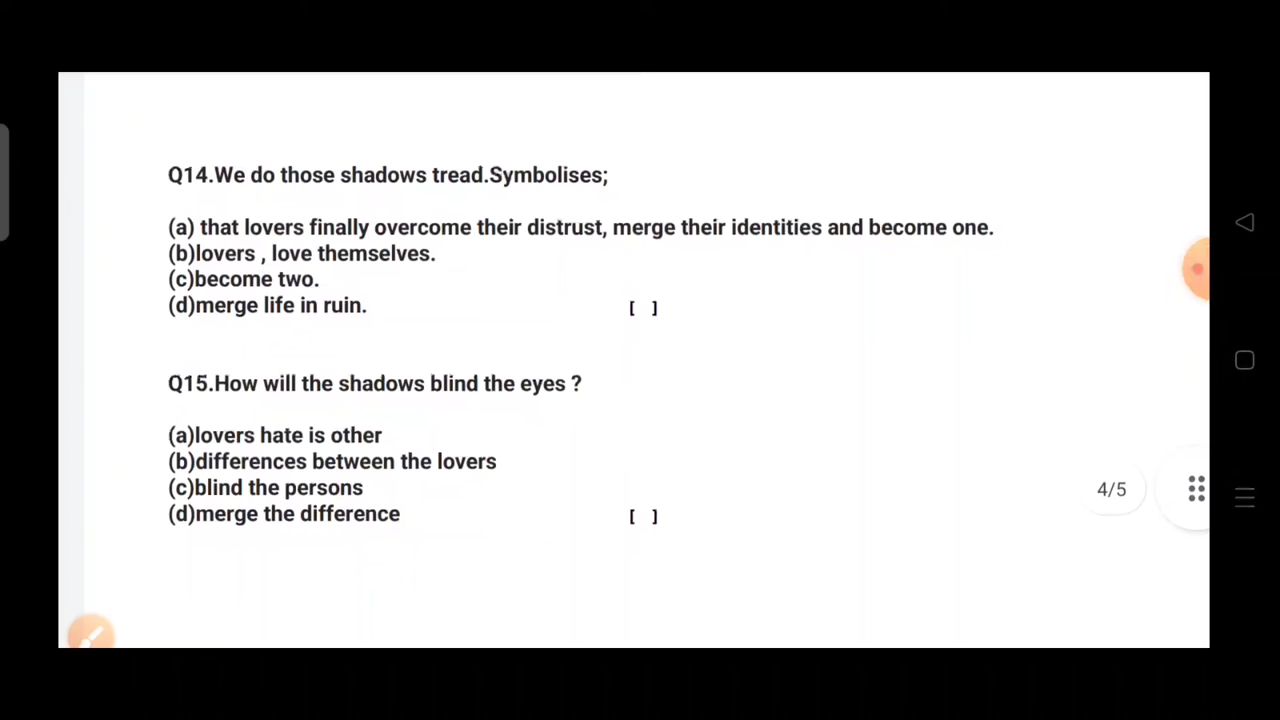 Q14.We do those shadows tread.Symbolises;
(a) that lovers finally overcome their distrust, merge their identities and become one.
(b)lovers , love themselves.
(c)become two.
(d)merge life in ruin. [ ]
Q15.How will the shadows blind the eyes ?
(a)lovers hate is other
(b)differences between the lovers
(c)blind the persons
(d)merge the difference [ ]
4/5